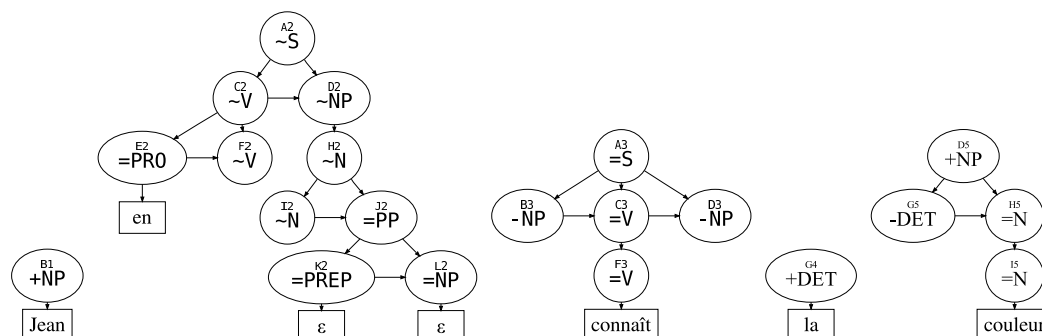 A2
~S
C2
~V
D2
~NP
E2
=PRO
F2
~V
H2
~N
A3
=S
D5
+NP
en
I2
~N
J2
=PP
B3
-NP
C3
=V
D3
-NP
G5
-DET
H5
=N
B1
+NP
K2
=PREP
L2
=NP
F3
=V
G4
+DET
I5
=N
Jean
ε
ε
connaît
la
couleur